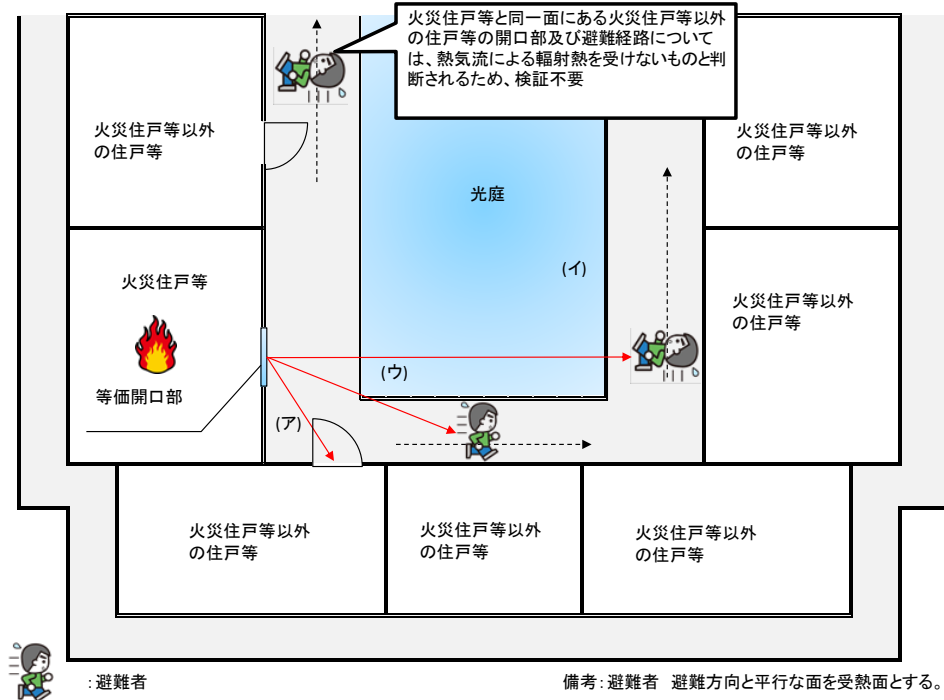 火災住戸等と同一面にある火災住戸等以外
の住戸等の開口部及び避難経路について
は、熱気流による輻射熱を受けないものと判
断されるため、検証不要
火災住戸等以外
の住戸等
火災住戸等以外
の住戸等
光庭
(イ)
火災住戸等
火災住戸等以外
の住戸等
(ウ)
等価開口部
(ア)
火災住戸等以外
の住戸等
火災住戸等以外
の住戸等
火災住戸等以外
の住戸等
：避難者
備考：避難者　避難方向と平行な面を受熱面とする。